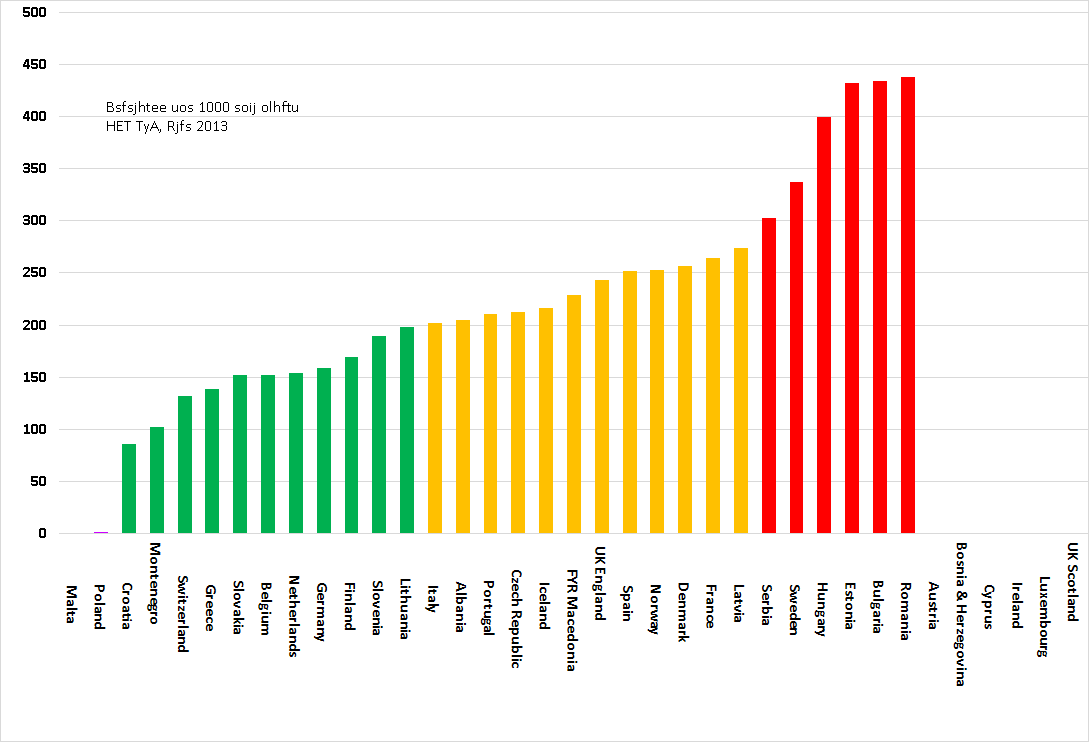 500
450
Bsfsjhtee uos 1000 soij olhftu
400
HET TyA, Rjfs 2013
350
300
250
200
150
100
50
0
Malta
Poland
Croatia
Montenegro
Switzerland
Greece
Slovakia
Belgium
Netherlands
Germany
Finland
Slovenia
Lithuania
Italy
Albania
Portugal
Czech Republic
Iceland
FYR Macedonia
UK England
Spain
Norway
Denmark
France
Latvia
Serbia
Sweden
Hungary
Estonia
Bulgaria
Romania
Austria
Bosnia & Herzegovina
Cyprus
Ireland
Luxembourg
UK Scotland